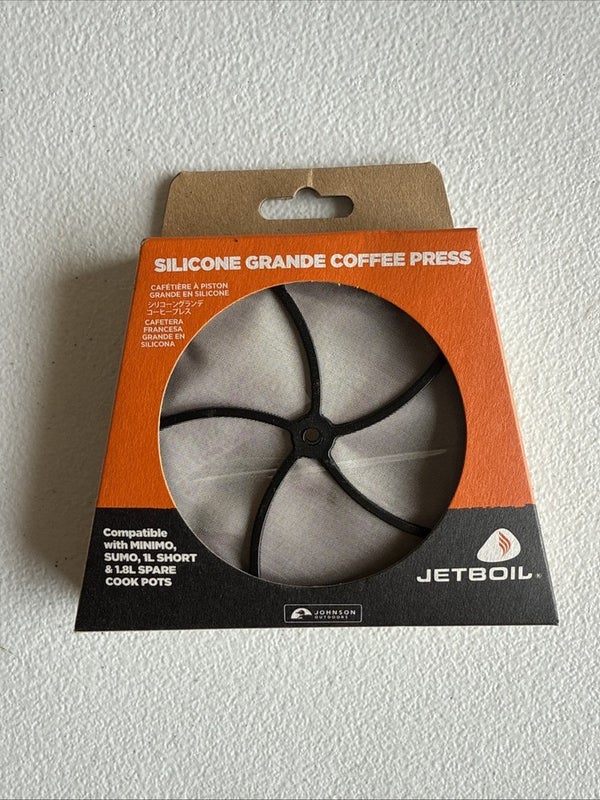 SILICONE GRANDE COFFEE PRESS
CAFÉTIÈRE À PISTON
GRANDE EN SILICONE
シリコーングランデ
コーヒープレス
CAFETERA
FRANCESA
GRANDE EN
SILICONA
Compatible
with MINIMO,
SUMO, 1L SHORT
& 1.8L SPARE
COOK POTS
JETBOIL®
JOHNSON
OUTDOORS